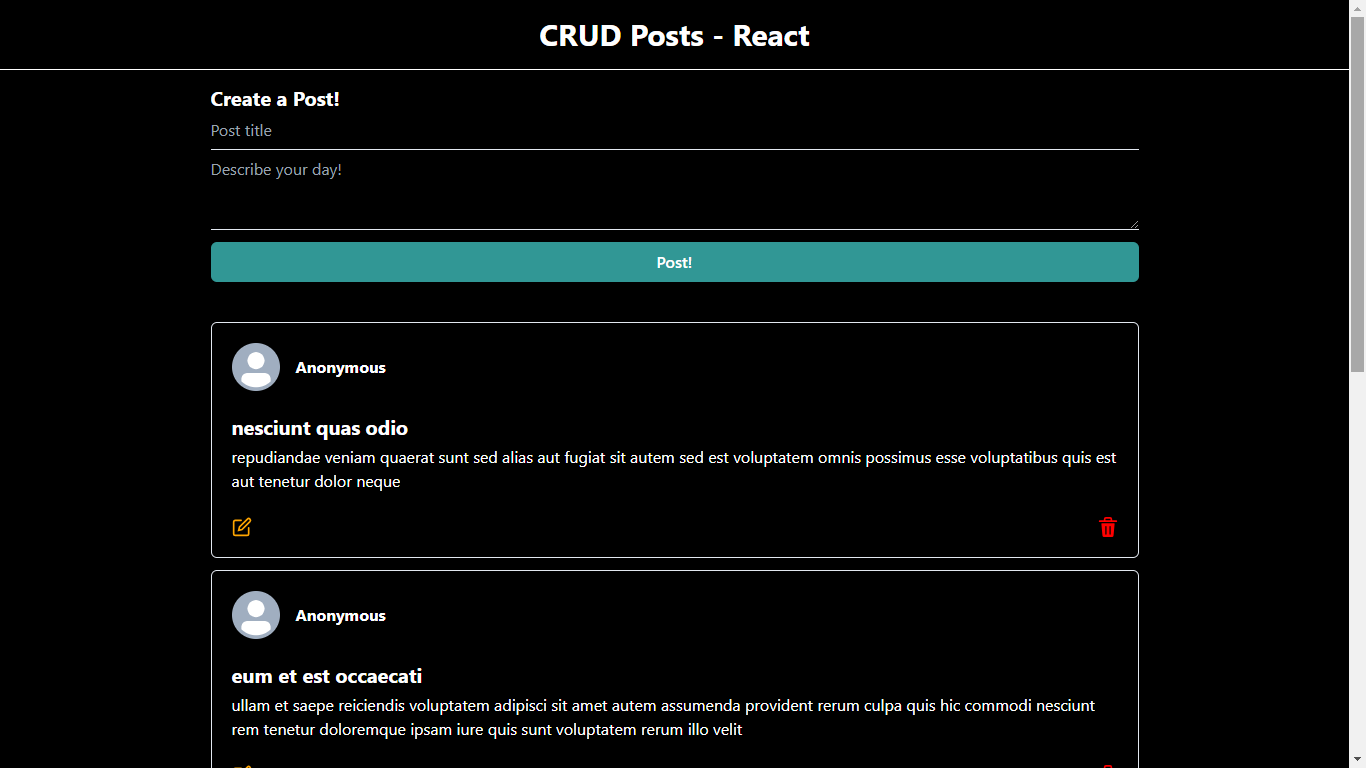 CRUD Posts - React
Create a Post!
Post title
Describe your day!
Post!
Anonymous
nesciunt quas odio
repudiandae veniam quaerat sunt sed alias aut fugiat sit autem sed est voluptatem omnis possimus esse voluptatibus quis est
aut tenetur dolor neque
Anonymous
eum et est occaecati
ullam et saepe reiciendis voluptatem adipisci sit amet autem assumenda provident rerum culpa quis hic commodi nesciunt
rem tenetur doloremque ipsam iure quis sunt voluptatem rerum illo velit